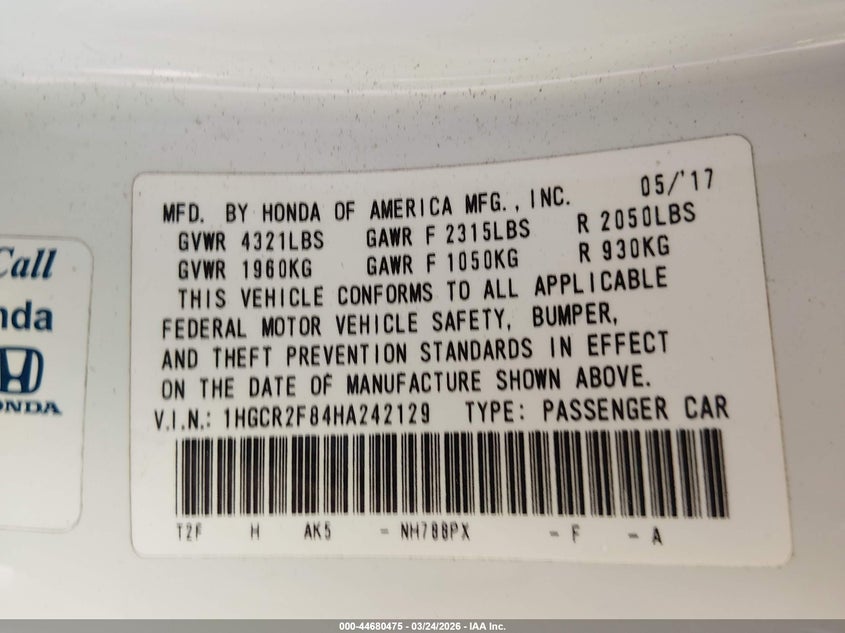 MFD. BY HONDA OF AMERICA MFG., INC. 05/'17
GVWR 4321LBS GAWR F 2315LBS R 2050LBS
GVWR 1960KG GAWR F 1050KG R 930KG
THIS VEHICLE CONFORMS TO ALL APPLICABLE
FEDERAL MOTOR VEHICLE SAFETY, BUMPER,
AND THEFT PREVENTION STANDARDS IN EFFECT
ON THE DATE OF MANUFACTURE SHOWN ABOVE.
V.I.N.: 1HGCR2F84HA242129 TYPE: PASSENGER CAR
T2F H AK5 - NH788PX - F - A
Call
nda
ONDA
000-44680475 - 03/24/2026 - IAA Inc.